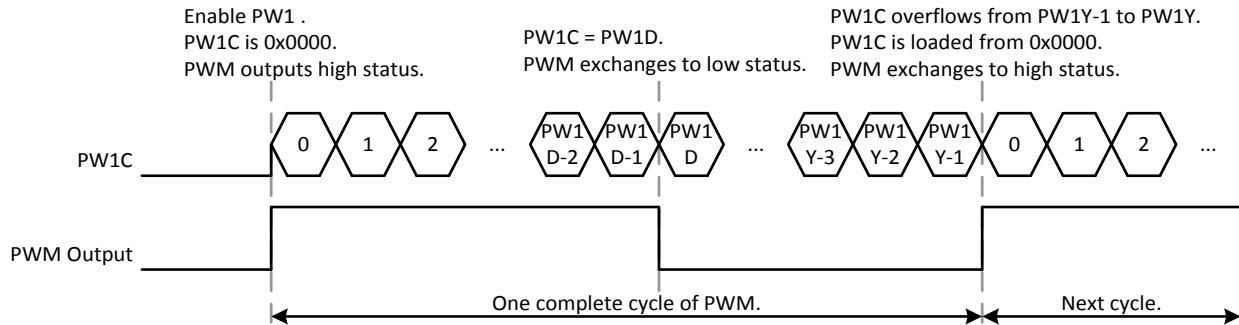 Enable PW1 .
PW1C is 0x0000.
PWM outputs high status.
PW1C = PW1D.
PWM exchanges to low status.
PW1C overflows from PW1Y-1 to PW1Y.
PW1C is loaded from 0x0000.
PWM exchanges to high status.
PW1C
0
1
2
...
PW1
D-2
PW1
D-1
PW1
D
...
PW1
Y-3
PW1
Y-2
PW1
Y-1
0
1
2
...
PWM Output
One complete cycle of PWM.
Next cycle.